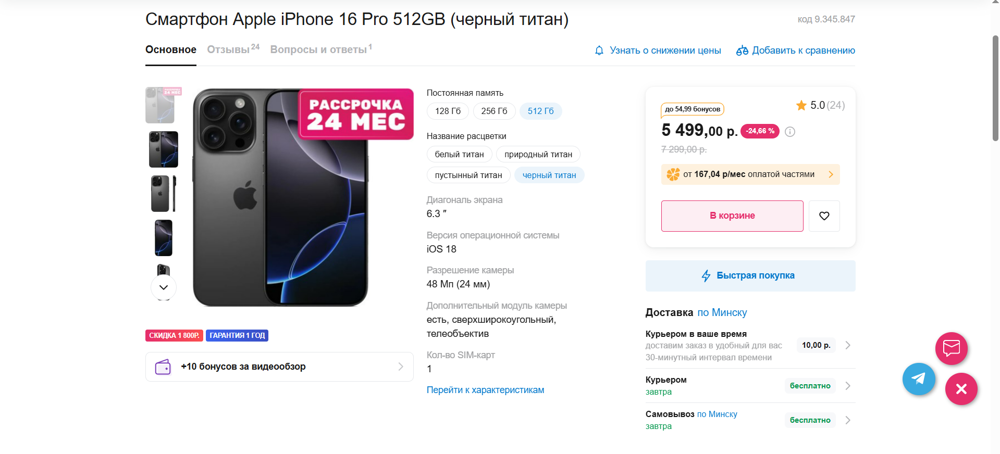 Смартфон Apple iPhone 16 Pro 512GB (черный титан)
код 9.345.847
Основное Отзывы 24 Вопросы и ответы 1
Узнать о снижении цены Добавить к сравнению
РАССРОЧКА
24 МЕС
РАССРОЧКА
24 МЕС
СКИДКА 1 800Р. ГАРАНТИЯ 1 ГОД
+10 бонусов за видеообзор
Постоянная память
128 Гб 256 Гб 512 Гб
Название расцветки
белый титан природный титан
пустынный титан черный титан
Диагональ экрана
6.3 "
Версия операционной системы
iOS 18
Разрешение камеры
48 Мп (24 мм)
Дополнительный модуль камеры
есть, сверхширокоугольный,
телеобъектив
Кол-во SIM-карт
1
Перейти к характеристикам
до 54,99 бонусов
5.0 (24)
5 499,00 р. -24,66 %
7 299,00 р.
от 167,04 р/мес оплатой частями
В корзине
Быстрая покупка
Доставка по Минску
Курьером в ваше время
доставим заказ в удобный для вас
30-минутный интервал времени
10,00 р.
Курьером
завтра
бесплатно
Самовывоз по Минску
завтра
бесплатно